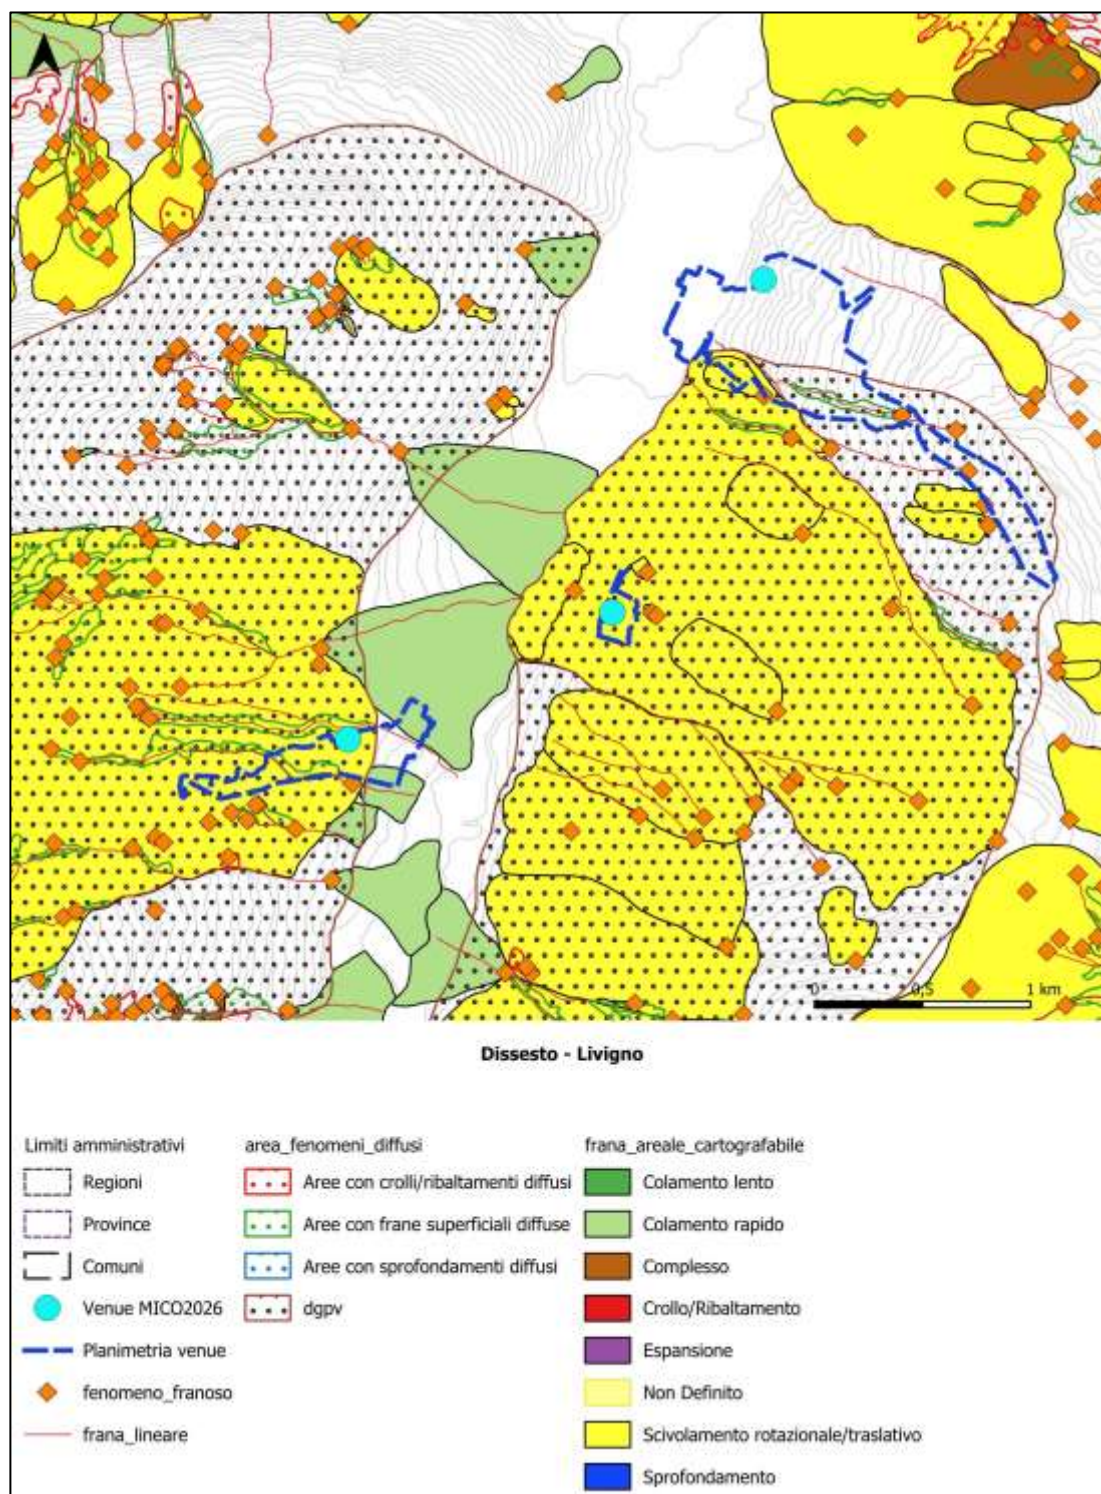 0 0,5 1 km
Dissesto - Livigno
Limiti amministrativi
Regioni
Province
Comuni
Venue MICO2026
Planimetria venue
fenomeno_franoso
frana_lineare
area_fenomeni_diffusi
Aree con crolli/ribaltamenti diffusi
Aree con frane superficiali diffuse
Aree con sprofondamenti diffusi
dgpv
frana_areale_cartografabile
Colamento lento
Colamento rapido
Complesso
Crollo/Ribaltamento
Espansione
Non Definito
Scivolamento rotazionale/traslativo
Sprofondamento